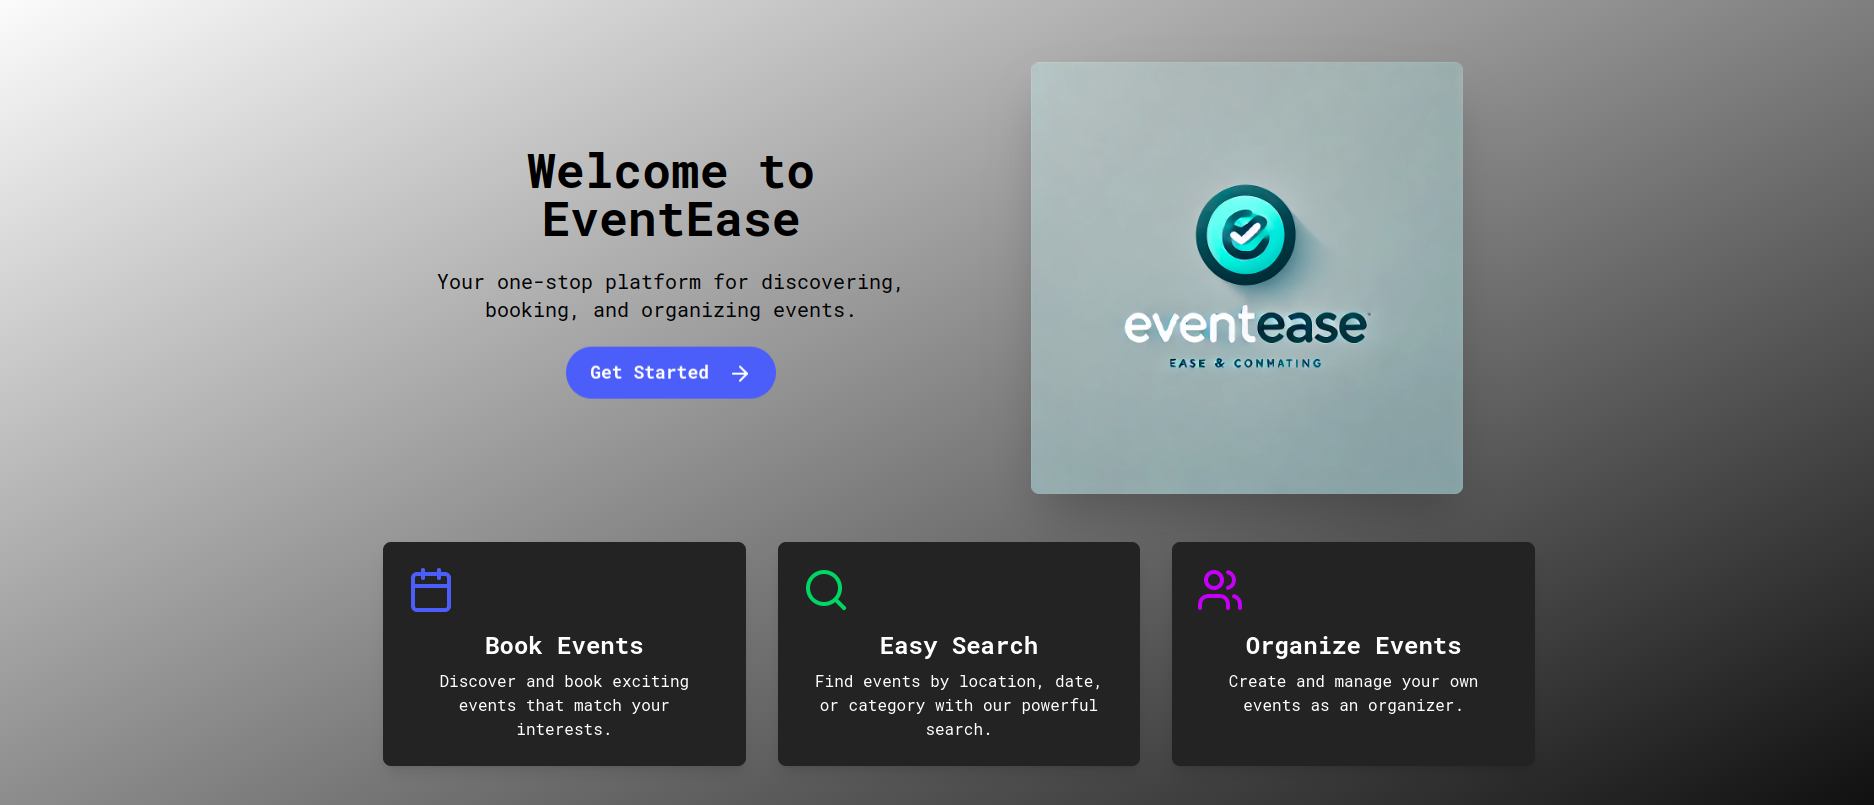 Welcome to
EventEase
Your one-stop platform for discovering,
booking, and organizing events.
Get Started
eventease
EASE & CONMATING
Book Events
Discover and book exciting
events that match your
interests.
Easy Search
Find events by location, date,
or category with our powerful
search.
Organize Events
Create and manage your own
events as an organizer.